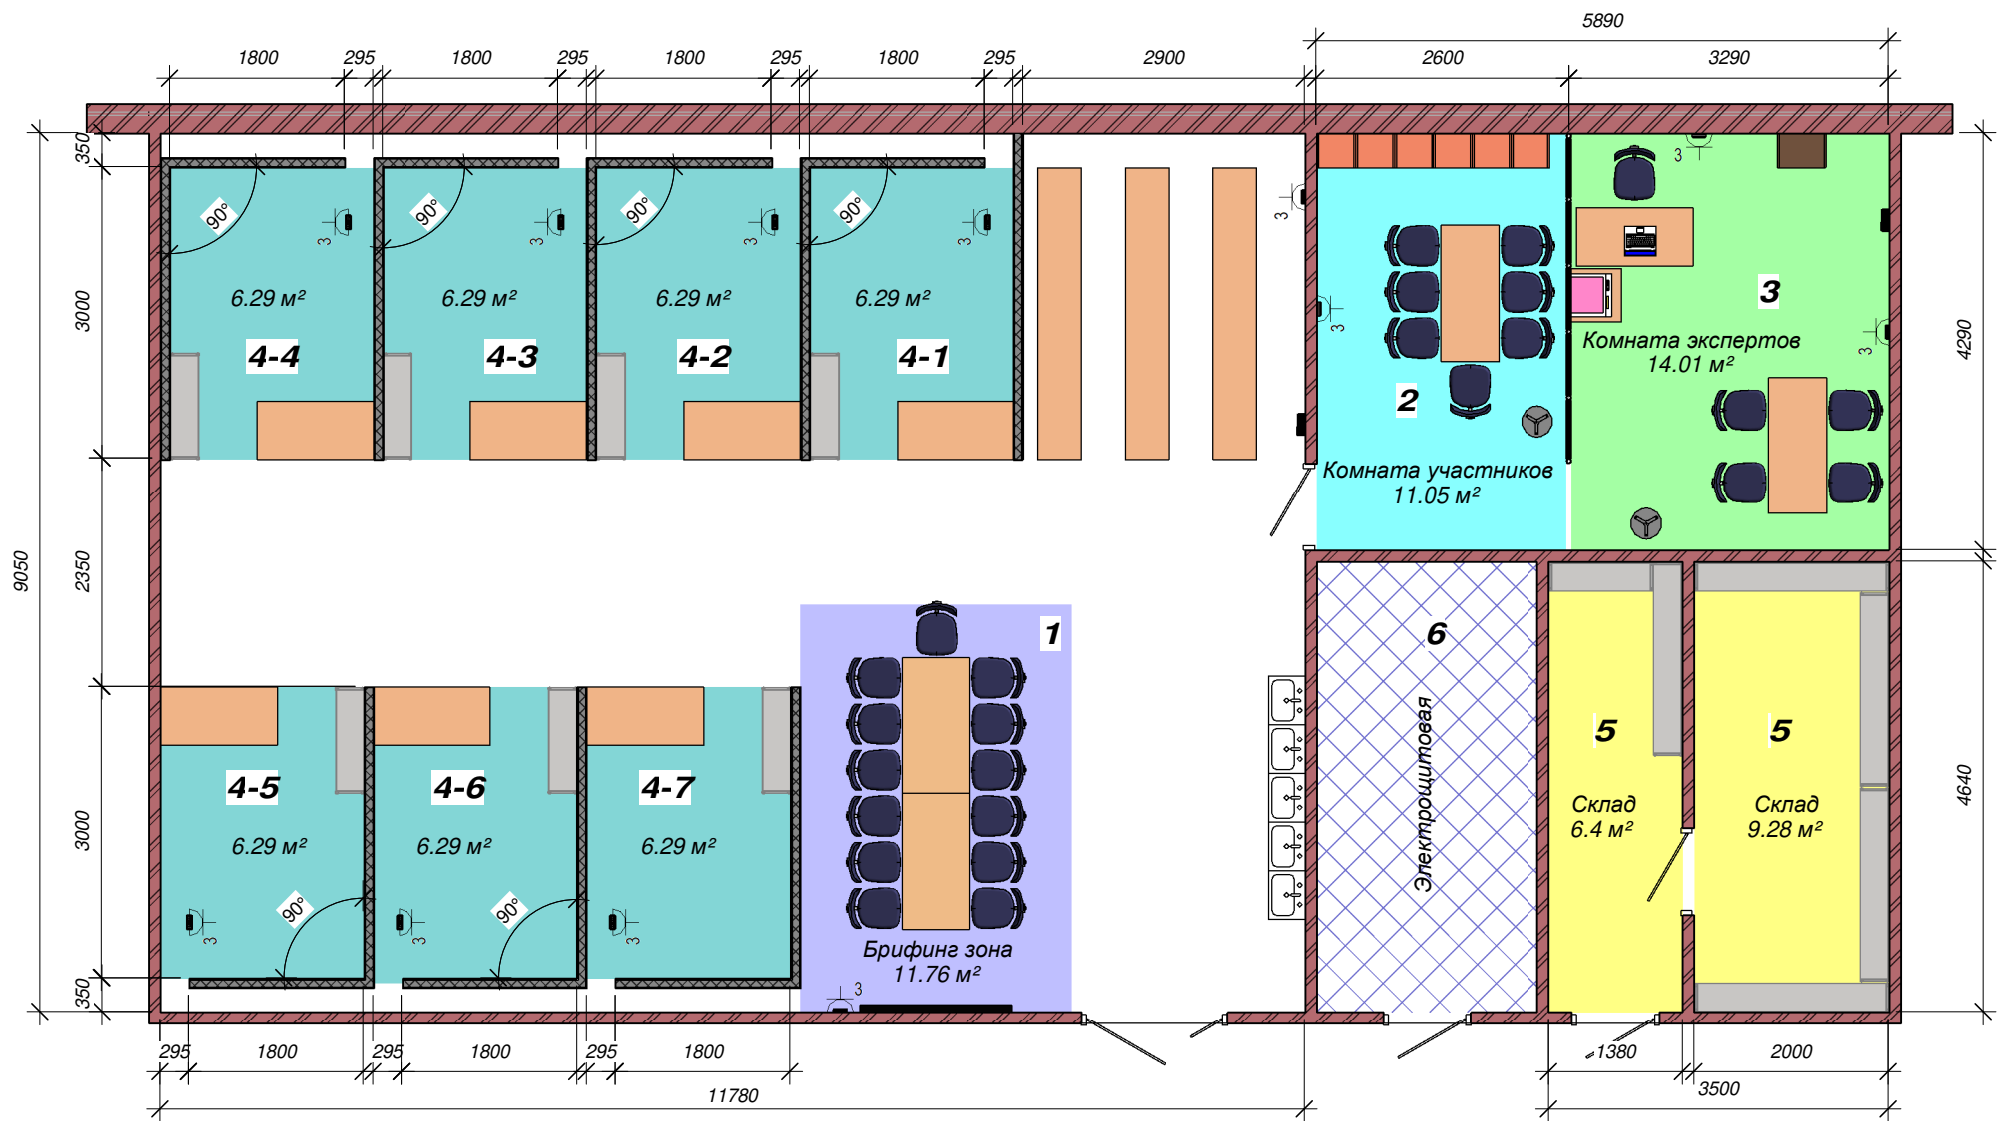 5890
1800 295 1800 295 1800 295 1800 295 2900 2600 3290
350
3
3
90° 90° 90° 90°
3 3 3 3
6.29 м² 6.29 м² 6.29 м² 6.29 м²
3000
3
3
3
4290
4-4 4-3 4-2 4-1
Комната экспертов
14.01 м²
2
Комната участников
11.05 м²
9050
2350
1
6
Электрощитовая
5 5
4-5 4-6 4-7
4640
Склад
6.4 м²
Склад
9.28 м²
3000
6.29 м² 6.29 м² 6.29 м²
90° 90°
3 3 3
Брифинг зона
11.76 м²
3
350
295 1800 295 1800 295 1800 1380 2000
11780 3500